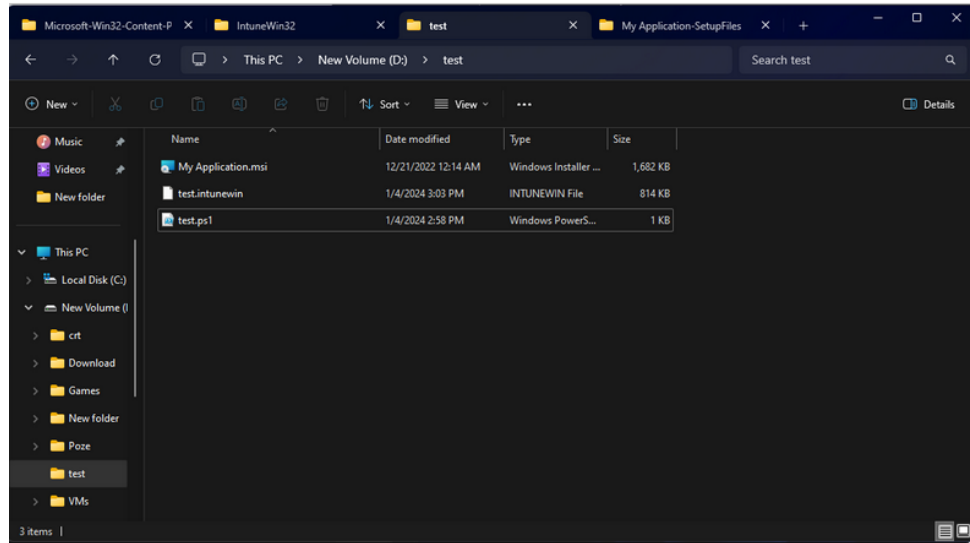 Microsoft-Win32-Content-P
IntuneWin32
test
My Application-SetupFiles
This PC > New Volume (D:) > test
Search test
New
Sort
View
Details
Name
Date modified
Type
Size
My Application.msi 12/21/2022 12:14 AM Windows Installer ... 1,682 KB
test.intunewin 1/4/2024 3:03 PM INTUNEWIN File 814 KB
test.ps1 1/4/2024 2:58 PM Windows PowerS... 1 KB
Music
Videos
New folder
This PC
Local Disk (C:)
New Volume (
crt
Download
Games
New folder
Poze
test
VMs
3 items